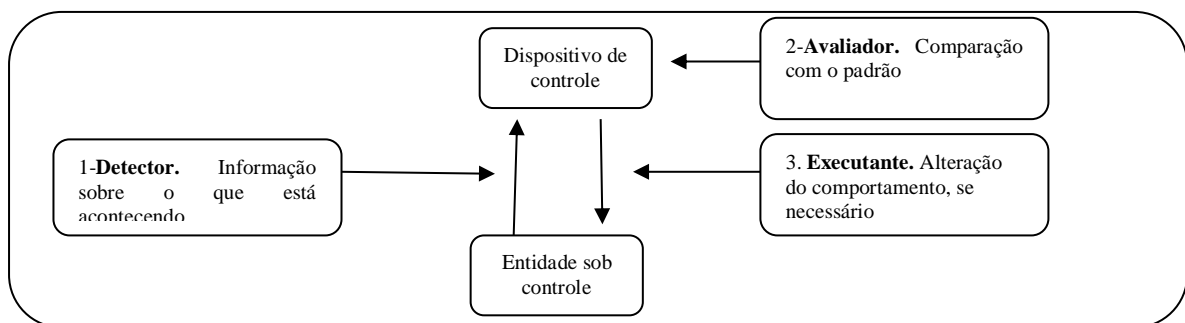 Dispositivo de
controle
2-Avaliador. Comparação
com o padrão
1-Detector. Informação
sobre o que está
acontecendo
3. Executante. Alteração
do comportamento, se
necessário
Entidade sob
controle